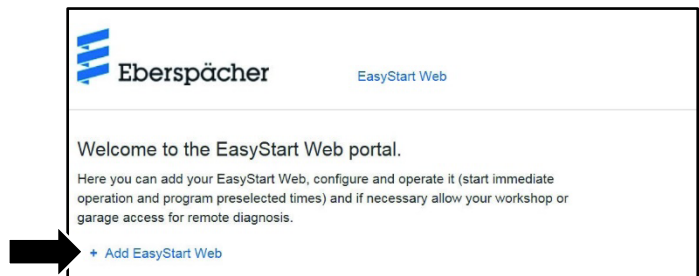 Eberspächer
EasyStart Web
Welcome to the EasyStart Web portal.
Here you can add your EasyStart Web, configure and operate it (start immediate
operation and program preselected times) and if necessary allow your workshop or
garage access for remote diagnosis.
+ Add EasyStart Web